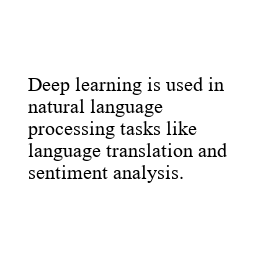 Deep learning is used in
natural language
processing tasks like
language translation and
sentiment analysis.